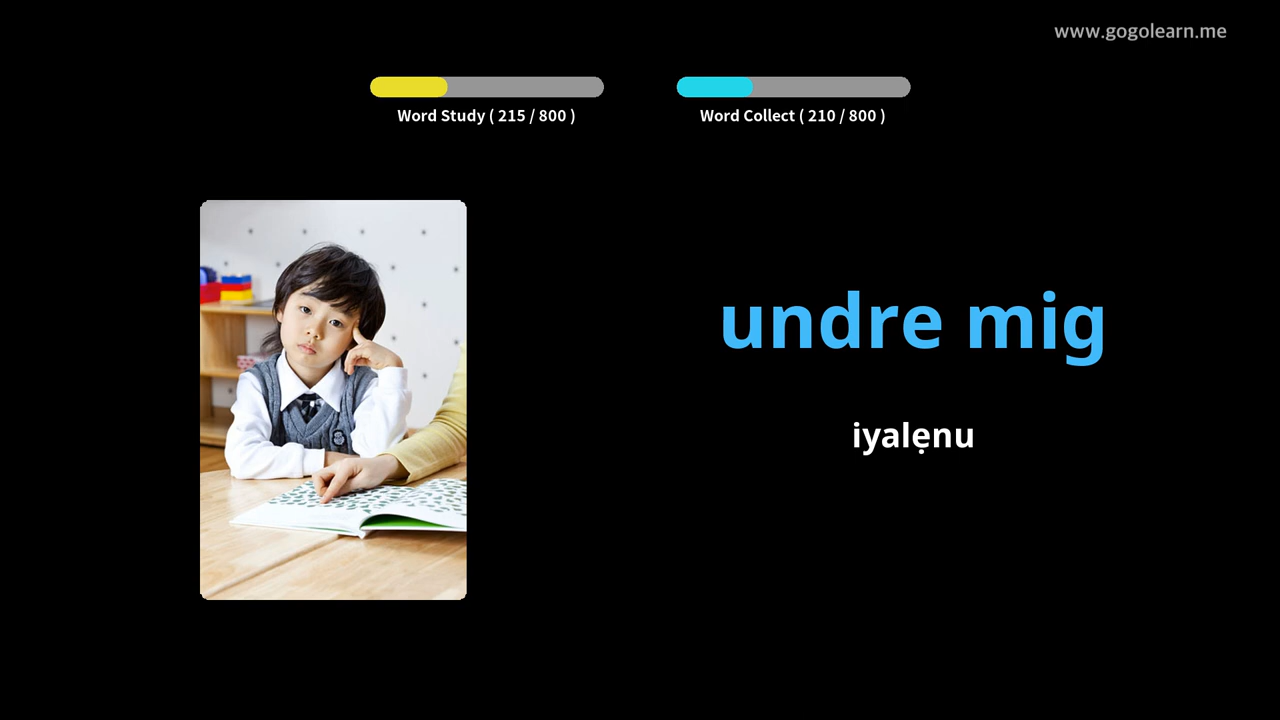 www.gogolearn.me
Word Study ( 215 / 800 )
Word Collect ( 210 / 800 )
undre mig
iyalẹnu